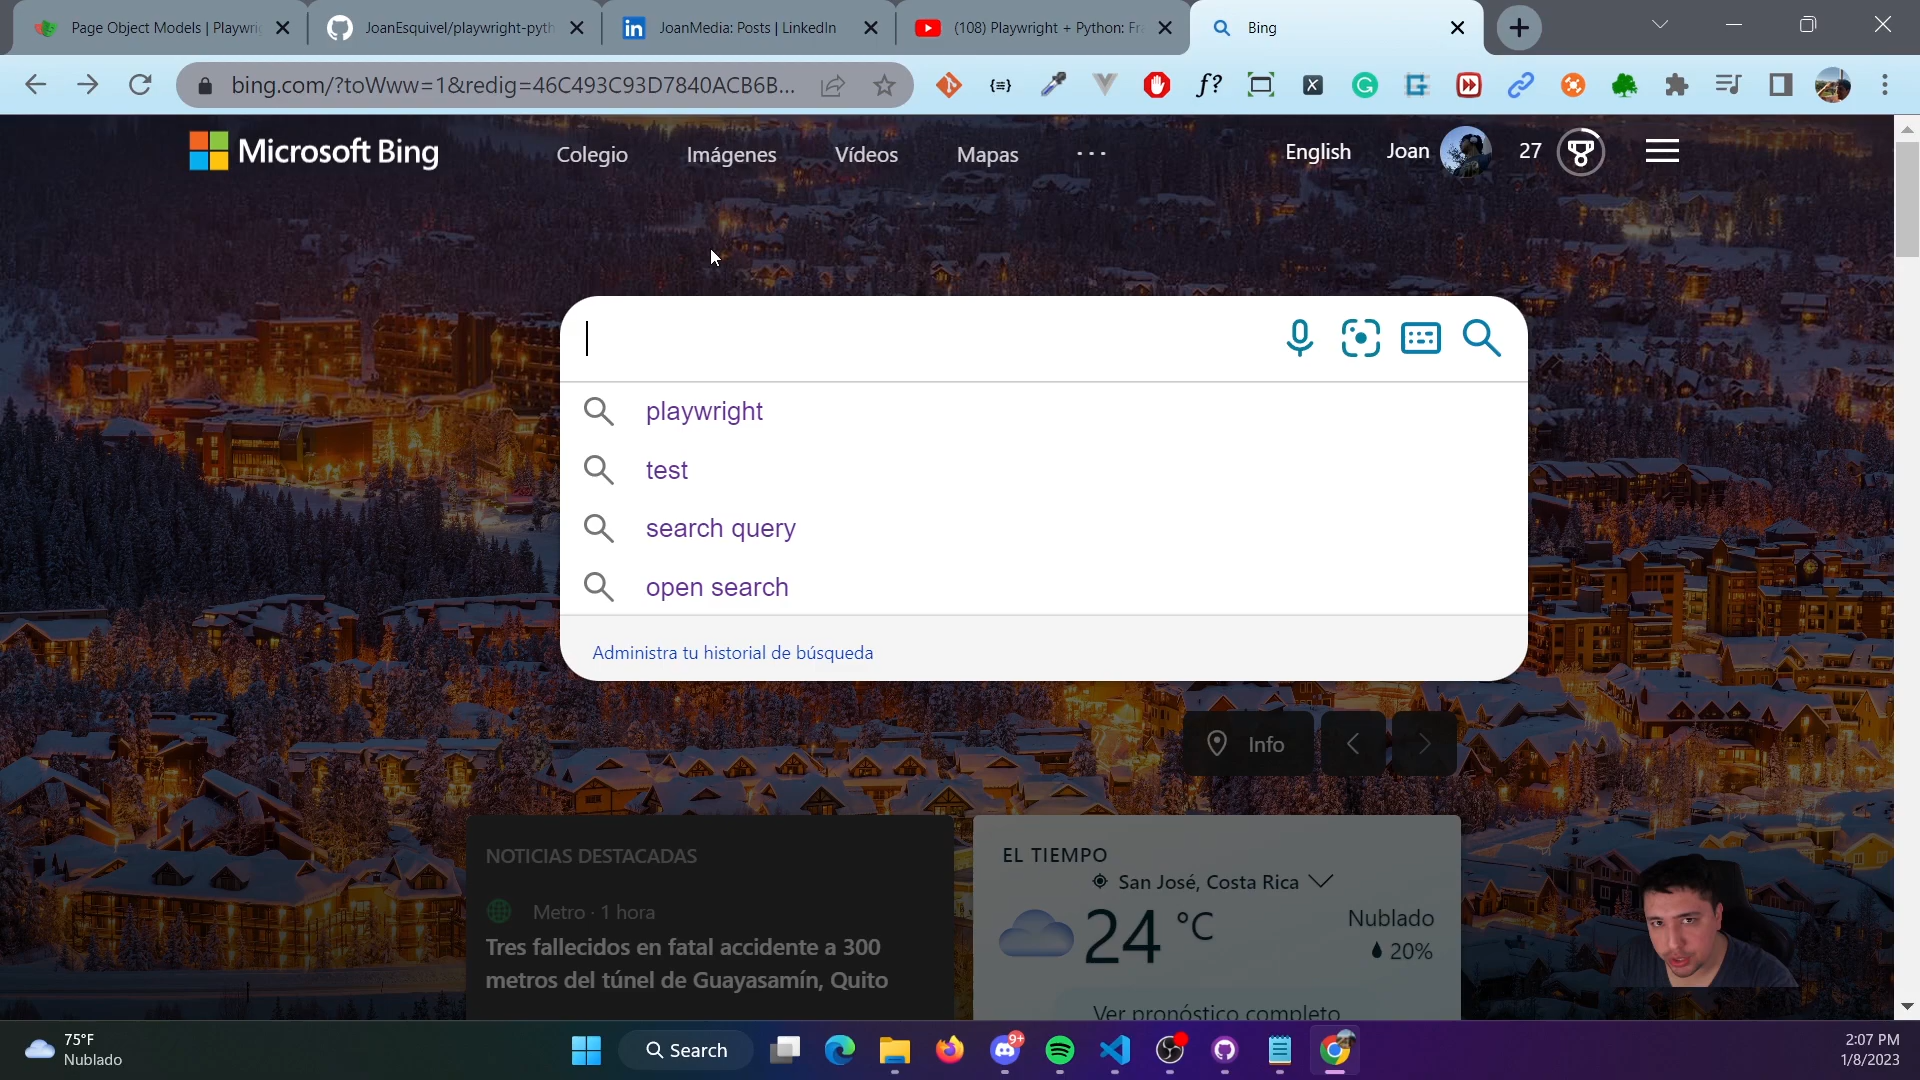 Page Object Models | Playwri
JoanEsquivel/playwright-pyth
JoanMedia: Posts | LinkedIn
(108) Playwright + Python: Fra
Bing
bing.com/?toWww=1&redig=46C493C93D7840ACB6B...
Microsoft Bing
Colegio
Imágenes
Vídeos
Mapas
English
Joan
27
playwright
test
search query
open search
Administra tu historial de búsqueda
Info
NOTICIAS DESTACADAS
Metro · 1 hora
Tres fallecidos en fatal accidente a 300
metros del túnel de Guayasamín, Quito
EL TIEMPO
San José, Costa Rica
24 °C
Nublado
20%
Ver pronóstico completo
75°F
Nublado
Search
9+
2:07 PM
1/8/2023